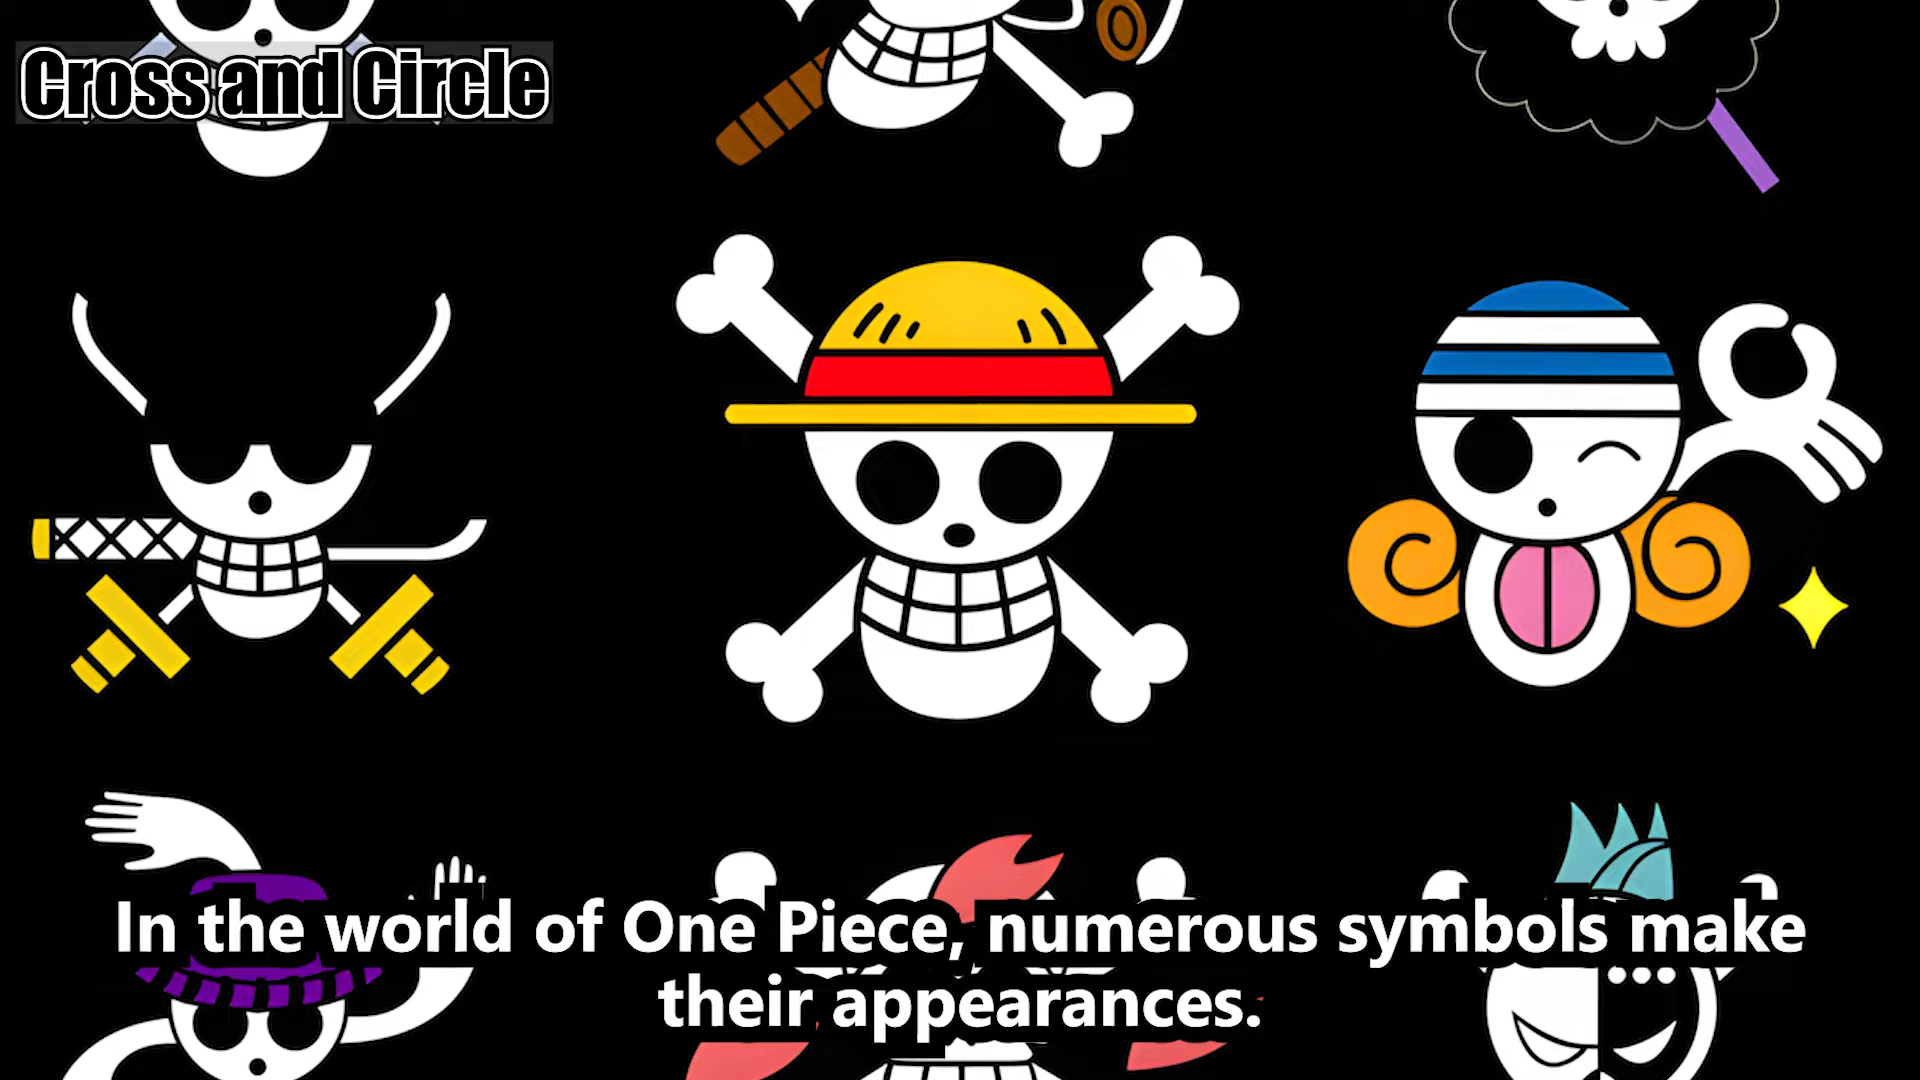 Cross and Circle
In the world of One Piece, numerous symbols make
their appearances.